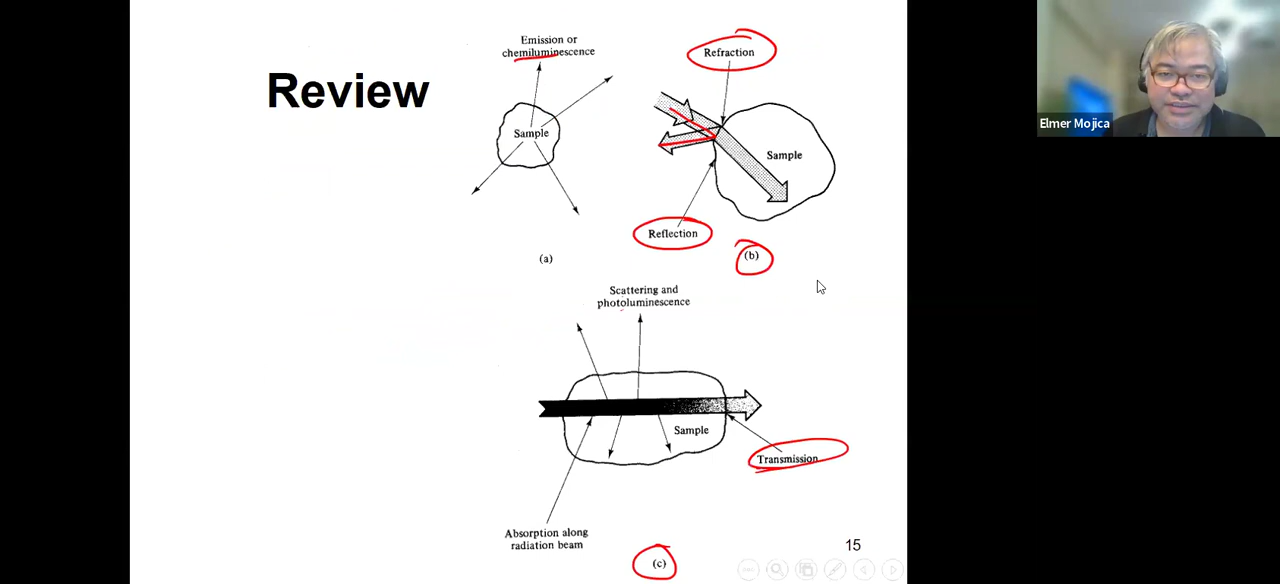 Review
Emission or
chemiluminescence
Sample
(a)
Refraction
Sample
Reflection
(b)
Scattering and
photoluminescence
Sample
Transmission
Absorption along
radiation beam
(c)
15
Elmer Mojica